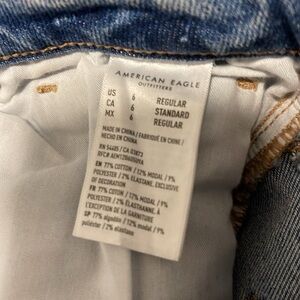 AMERICAN EAGLE
OUTFITTERS
US 6 REGULAR
CA 6 STANDARD
MX 6 REGULAR
MADE IN CHINA / FABRIQUÉ EN CHINE /
HECHO EN CHINA
RN 54485 / CA 03873
EN 77% COTTON / 12% MODAL / 9%
POLYESTER / 2% ELASTANE. EXCLUSIVE
OF DECORATION
FR 77% COTON / 12% MODAL / 9%
POLYESTER / 2% ÉLASTHANNE. À
L'EXCEPTION DE LA GARNITURE
SP 77% algodón / 12% modal / 9%
poliéster / 2% elastano.